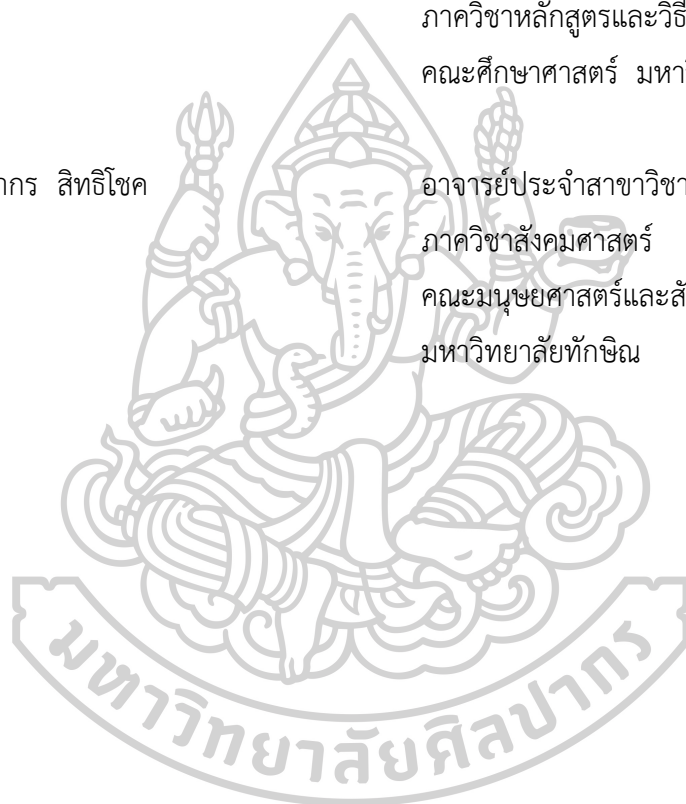 ภาควิชาหลักสูตรและวิธี
คณะศึกษาศาสตร์ มหา
ากร สิทธิโชค
อาจารย์ประจำสาขาวิชา
ภาควิชาสังคมศาสตร์
คณะมนุษยศาสตร์และสั
มหาวิทยาลัยทักษิณ
มหาวิทยาลัยศิลปากร